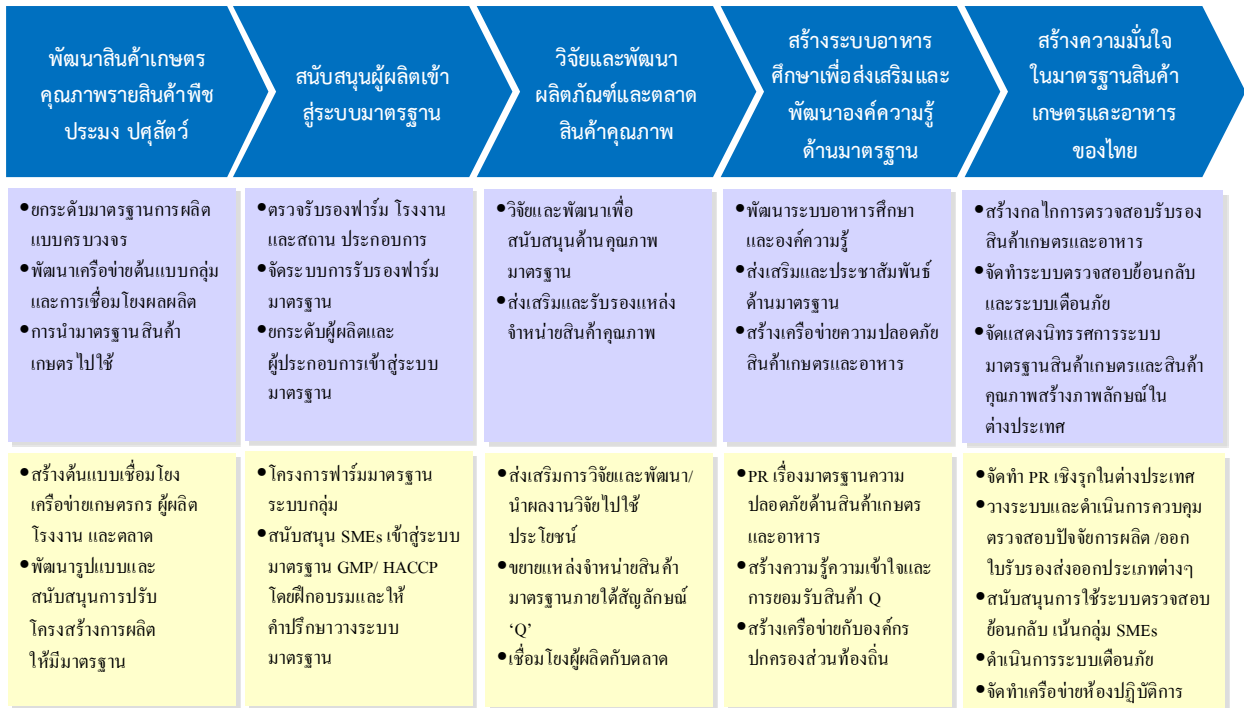 พัฒนาสินค้าเกษตร
คุณภาพรายสินค้าพืช
ประมง ปศุสัตว์
สนับสนุนผู้ผลิตเข้า
สู่ระบบมาตรฐาน
วิจัยและพัฒนา
ผลิตภัณฑ์และตลาด
สินค้าคุณภาพ
สร้างระบบอาหาร
ศึกษาเพื่อส่งเสริมและ
พัฒนาองค์ความรู้
ด้านมาตรฐาน
สร้างความมั่นใจ
ในมาตรฐานสินค้า
เกษตรและอาหาร
ของไทย
•ยกระดับมาตรฐานการผลิต
แบบครบวงจร
•พัฒนาเครือข่ายต้นแบบกลุ่ม
และการเชื่อมโยงผลผลิต
•การนำมาตรฐานสินค้า
เกษตรไปใช้
•ตรวจรับรองฟาร์ม โรงงาน
และสถาน ประกอบการ
•จัดระบบการรับรองฟาร์ม
มาตรฐาน
•ยกระดับผู้ผลิตและ
ผู้ประกอบการเข้าสู่ระบบ
มาตรฐาน
•วิจัยและพัฒนาเพื่อ
สนับสนุนด้านคุณภาพ
มาตรฐาน
•ส่งเสริมและรับรองแหล่ง
จำหน่ายสินค้าคุณภาพ
•พัฒนาระบบอาหารศึกษา
และองค์ความรู้
•ส่งเสริมและประชาสัมพันธ์
ด้านมาตรฐาน
•สร้างเครือข่ายความปลอดภัย
สินค้าเกษตรและอาหาร
•สร้างกลไกการตรวจสอบรับรอง
สินค้าเกษตรและอาหาร
•จัดทำระบบตรวจสอบย้อนกลับ
และระบบเตือนภัย
•จัดแสดงนิทรรศการระบบ
มาตรฐานสินค้าเกษตรและสินค้า
คุณภาพสร้างภาพลักษณ์ใน
ต่างประเทศ
•สร้างต้นแบบเชื่อมโยง
เครือข่ายเกษตรกร ผู้ผลิต
โรงงาน และตลาด
•พัฒนารูปแบบและ
สนับสนุนการปรับ
โครงสร้างการผลิต
ให้มีมาตรฐาน
•โครงการฟาร์มมาตรฐาน
ระบบกลุ่ม
•สนับสนุน SMEs เข้าสู่ระบบ
มาตรฐาน GMP/ HACCP
โดยฝึกอบรมและให้
คำปรึกษาวางระบบ
มาตรฐาน
•ส่งเสริมการวิจัยและพัฒนา/
นำผลงานวิจัยไปใช้
ประโยชน์
•ขยายแหล่งจำหน่ายสินค้า
มาตรฐานภายใต้สัญลักษณ์
‘Q’
•เชื่อมโยงผู้ผลิตกับตลาด
•PR เรื่องมาตรฐานความ
ปลอดภัยด้านสินค้าเกษตร
และอาหาร
•สร้างความรู้ความเข้าใจและ
การยอมรับสินค้า Q
•สร้างเครือข่ายกับองค์กร
ปกครองส่วนท้องถิ่น
•จัดทำ PR เชิงรุกในต่างประเทศ
•วางระบบและดำเนินการควบคุม
ตรวจสอบปัจจัยการผลิต /ออก
ใบรับรองส่งออกประเภทต่างๆ
•สนับสนุนการใช้ระบบตรวจสอบ
ย้อนกลับ เน้นกลุ่ม SMEs
•ดำเนินการระบบเตือนภัย
•จัดทำเครือข่ายห้องปฏิบัติการ